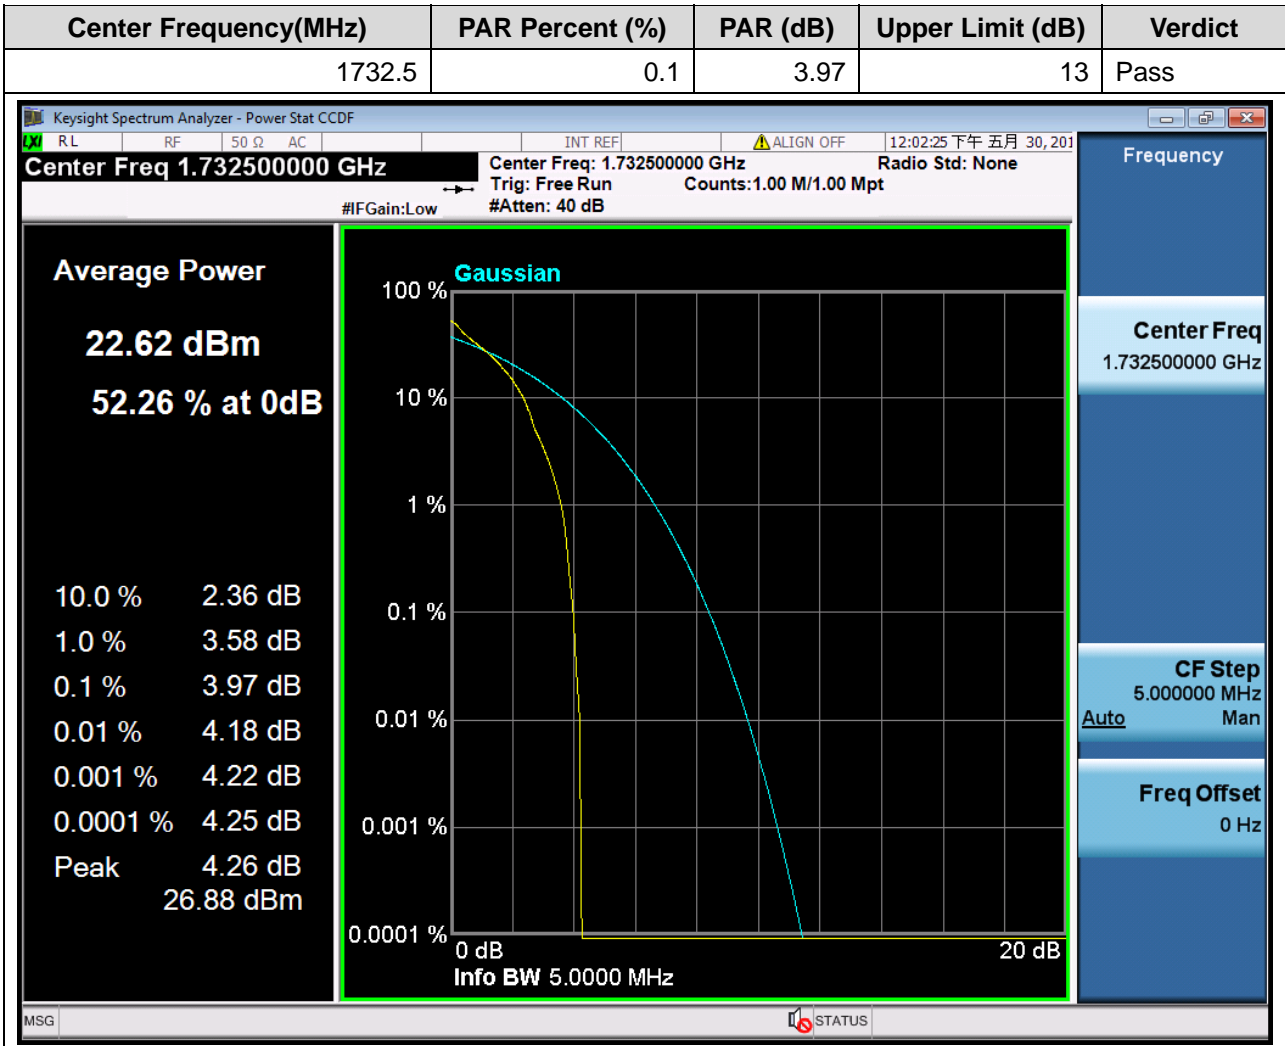 Center Frequency(MHz) PAR Percent (%) PAR (dB) Upper Limit (dB) Verdict
1732.5 0.1 3.97 13 Pass
Keysight Spectrum Analyzer - Power Stat CCDF
LXI RL RF 50 Ω AC INT REF ALIGN OFF 12:02:25 下午 五月 30, 201
Center Freq 1.732500000 GHz
Center Freq: 1.732500000 GHz Radio Std: None
Trig: Free Run Counts:1.00 M/1.00 Mpt
#IFGain:Low #Atten: 40 dB
Average Power
22.62 dBm
52.26 % at 0dB
10.0 % 2.36 dB
1.0 % 3.58 dB
0.1 % 3.97 dB
0.01 % 4.18 dB
0.001 % 4.22 dB
0.0001 % 4.25 dB
Peak 4.26 dB
26.88 dBm
Gaussian
100 %
10 %
1 %
0.1 %
0.01 %
0.001 %
0.0001 %
0 dB 20 dB
Info BW 5.0000 MHz
Frequency
Center Freq
1.732500000 GHz
CF Step
5.000000 MHz
Auto Man
Freq Offset
0 Hz
MSG STATUS